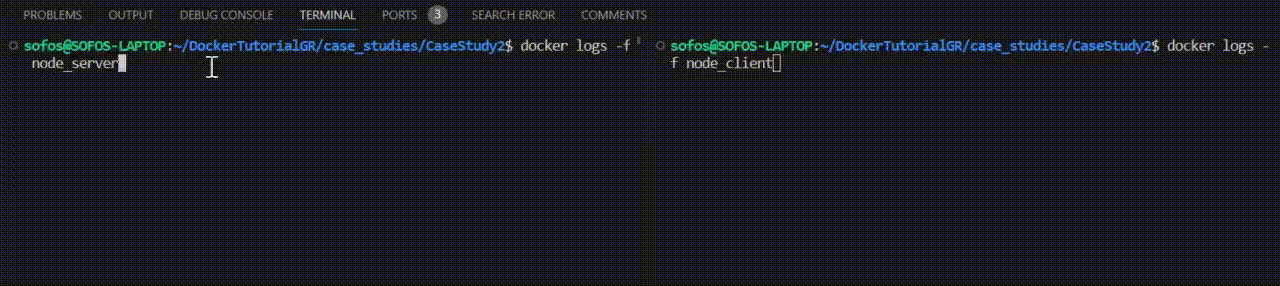 PROBLEMS OUTPUT DEBUG CONSOLE TERMINAL PORTS 3 SEARCH ERROR COMMENTS
sofos@SOFOS-LAPTOP:~/DockerTutorialGR/case_studies/CaseStudy2$ docker logs -f
node_server
sofos@SOFOS-LAPTOP:~/DockerTutorialGR/case_studies/CaseStudy2$ docker logs -
f node_client